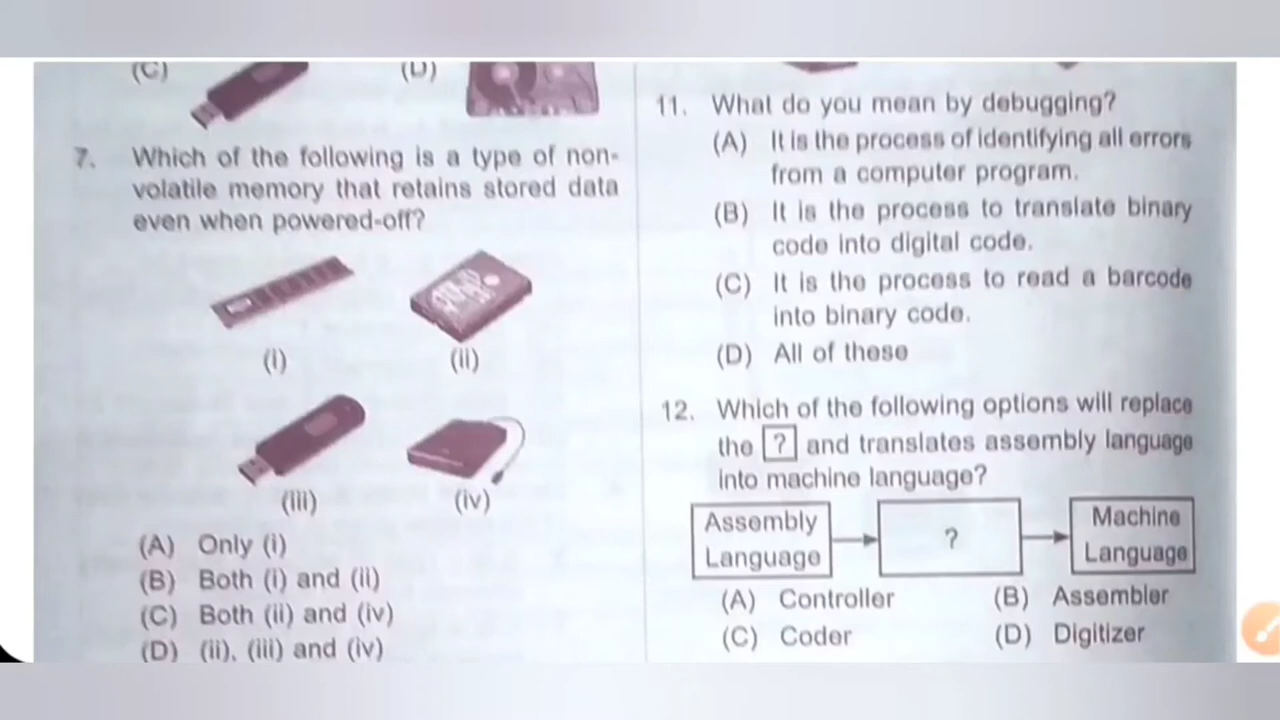 (C)
(D)
7. Which of the following is a type of non-
volatile memory that retains stored data
even when powered-off?
(i)
(ii)
(iii)
(iv)
(A) Only (i)
(B) Both (i) and (ii)
(C) Both (ii) and (iv)
(D) (ii), (iii) and (iv)
11. What do you mean by debugging?
(A) It is the process of identifying all errors
from a computer program.
(B) It is the process to translate binary
code into digital code.
(C) It is the process to read a barcode
into binary code.
(D) All of these
12. Which of the following options will replace
the ? and translates assembly language
into machine language?
Assembly
Language
?
Machine
Language
(A) Controller
(B) Assembler
(C) Coder
(D) Digitizer